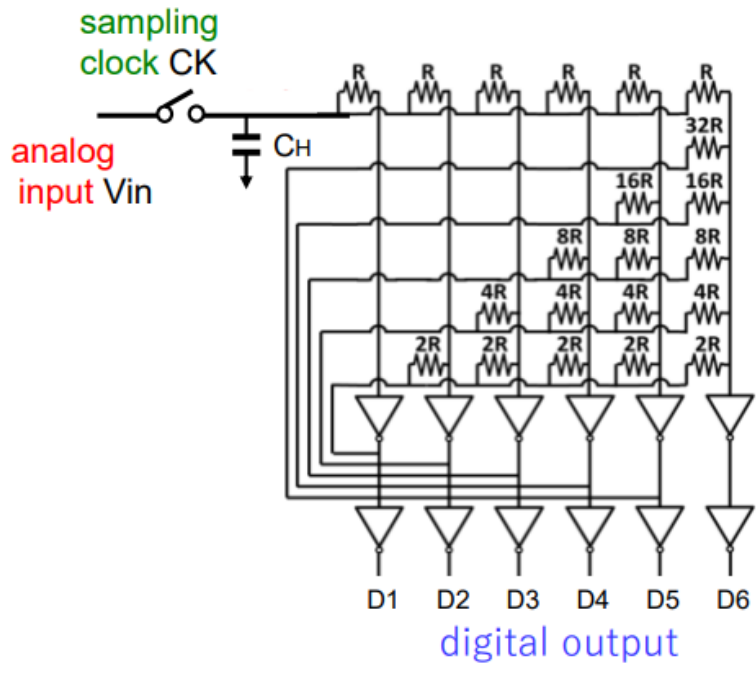 sampling
clock CK
analog
input Vin
CH
R R R R R R
32R
16R 16R
8R 8R 8R
4R 4R 4R 4R
2R 2R 2R 2R 2R
D1 D2 D3 D4 D5 D6
digital output